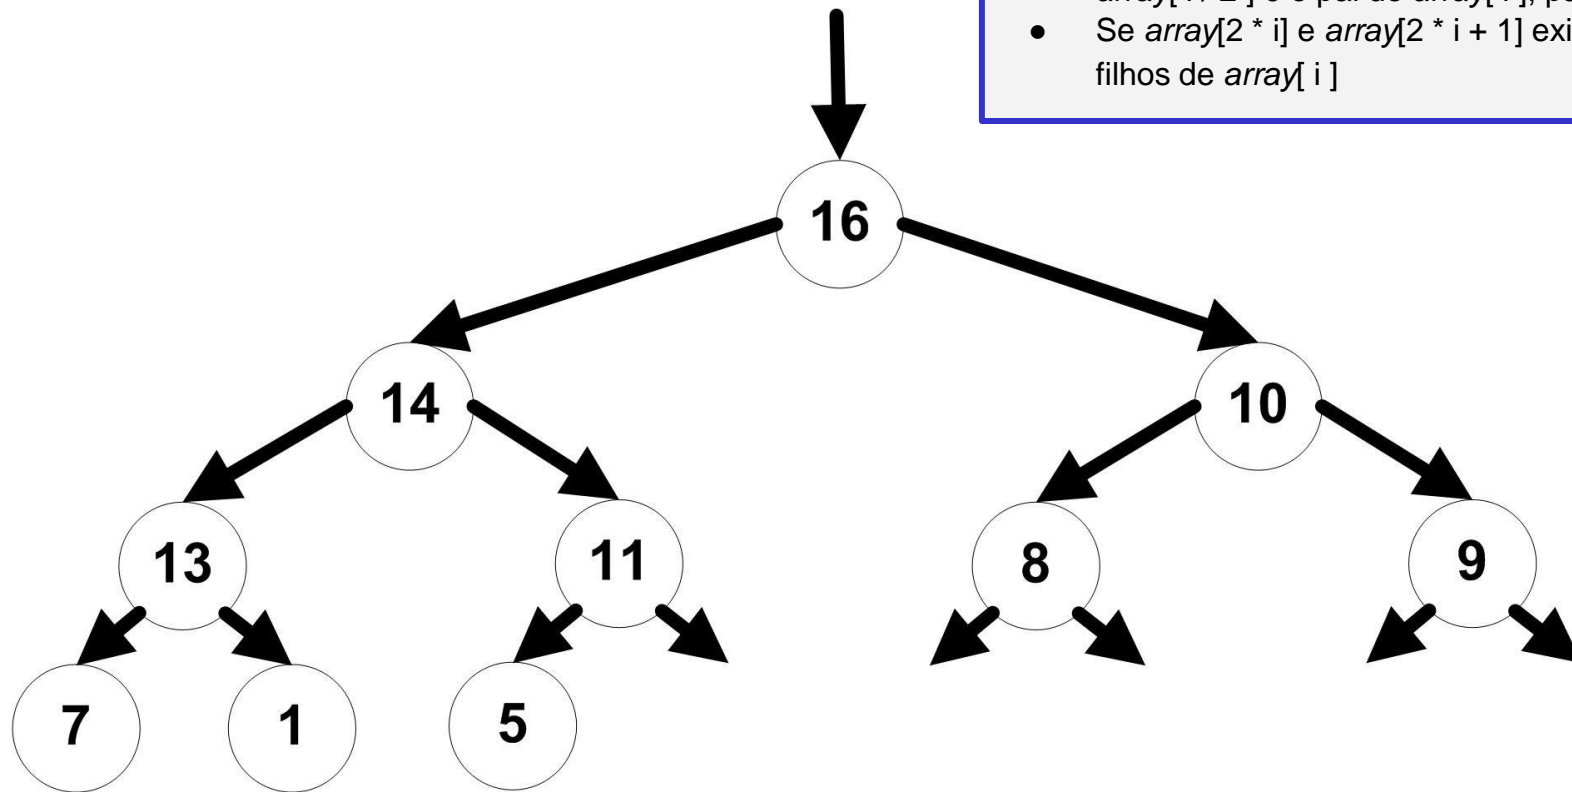 ● Se array[2 * i] e array[2 * i + 1]
filhos de array[ i ]
16
14 10
13 11 8 9
7 1 5